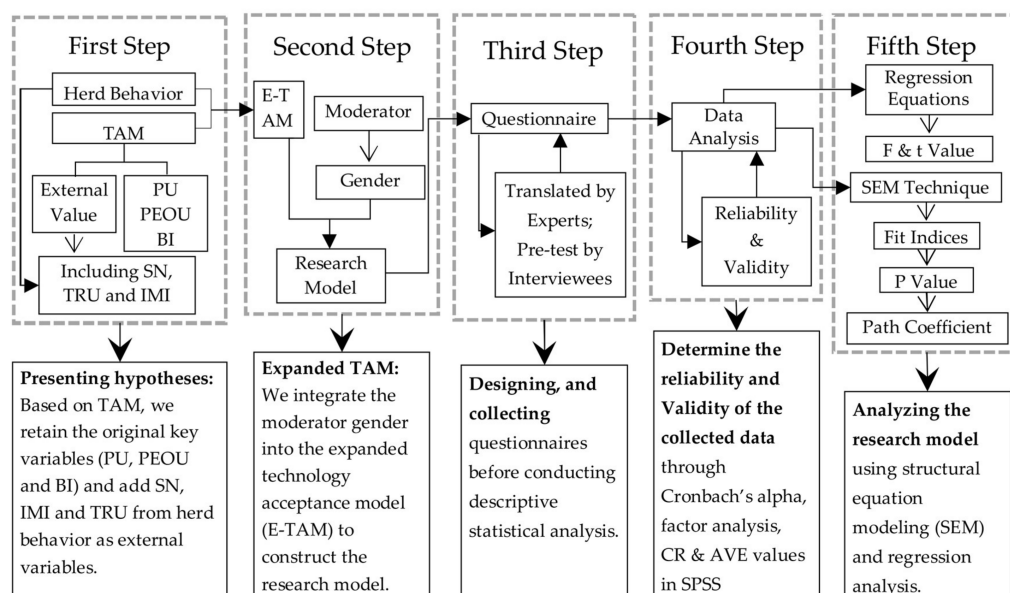 First Step
Herd Behavior
TAM
External
Value
PU
PEOU
BI
Including SN,
TRU and IMI
Second Step
E-T
AM
Moderator
Gender
Research
Model
Third Step
Questionnaire
Translated by
Experts;
Pre-test by
Interviewees
Fourth Step
Data
Analysis
Reliability
&
Validity
Fifth Step
Regression
Equations
F & t Value
SEM Technique
Fit Indices
P Value
Path Coefficient
Presenting hypotheses:
Based on TAM, we
retain the original key
variables (PU, PEOU
and BI) and add SN,
IMI and TRU from herd
behavior as external
variables.
Expanded TAM:
We integrate the
moderator gender
into the expanded
technology
acceptance model
(E-TAM) to
construct the
research model.
Designing, and
collecting
questionnaires
before conducting
descriptive
statistical analysis.
Determine the
reliability and
Validity of the
collected data
through
Cronbach's alpha,
factor analysis,
CR & AVE values
in SPSS
Analyzing the
research model
using structural
equation
modeling (SEM)
and regression
analysis.